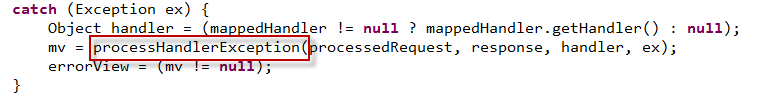 catch (Exception ex) {
Object handler = (mappedHandler != null ? mappedHandler.getHandler() : null);
mv = processHandlerException(processedRequest, response, handler, ex);
errorView = (mv != null);
}